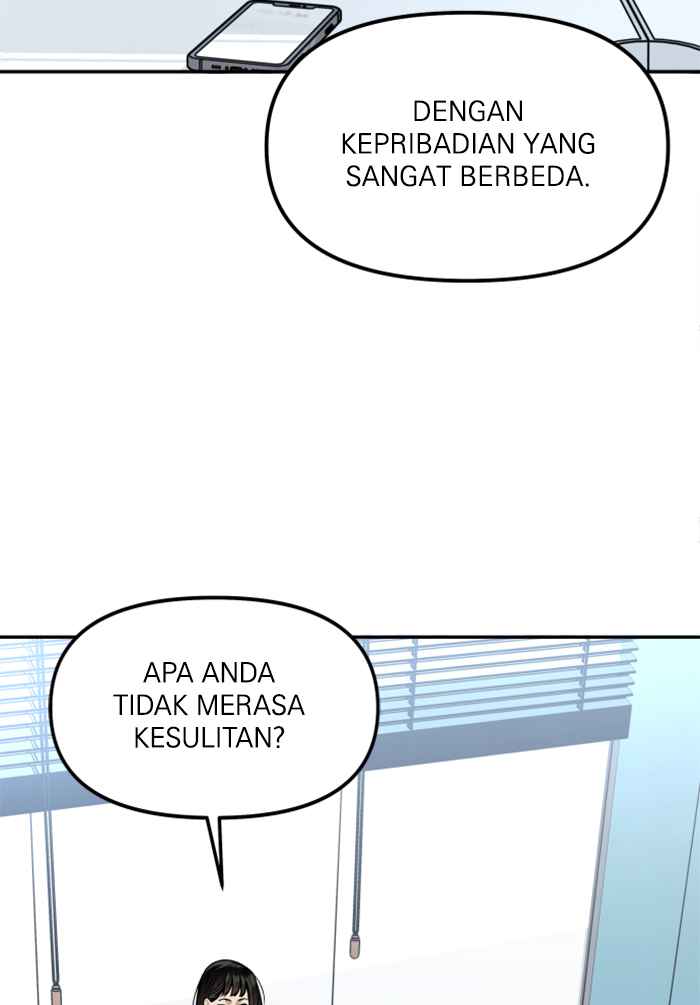 DENGAN
KEPRIBADIAN YANG
SANGAT BERBEDA.
APA ANDA
TIDAK MERASA
KESULITAN?